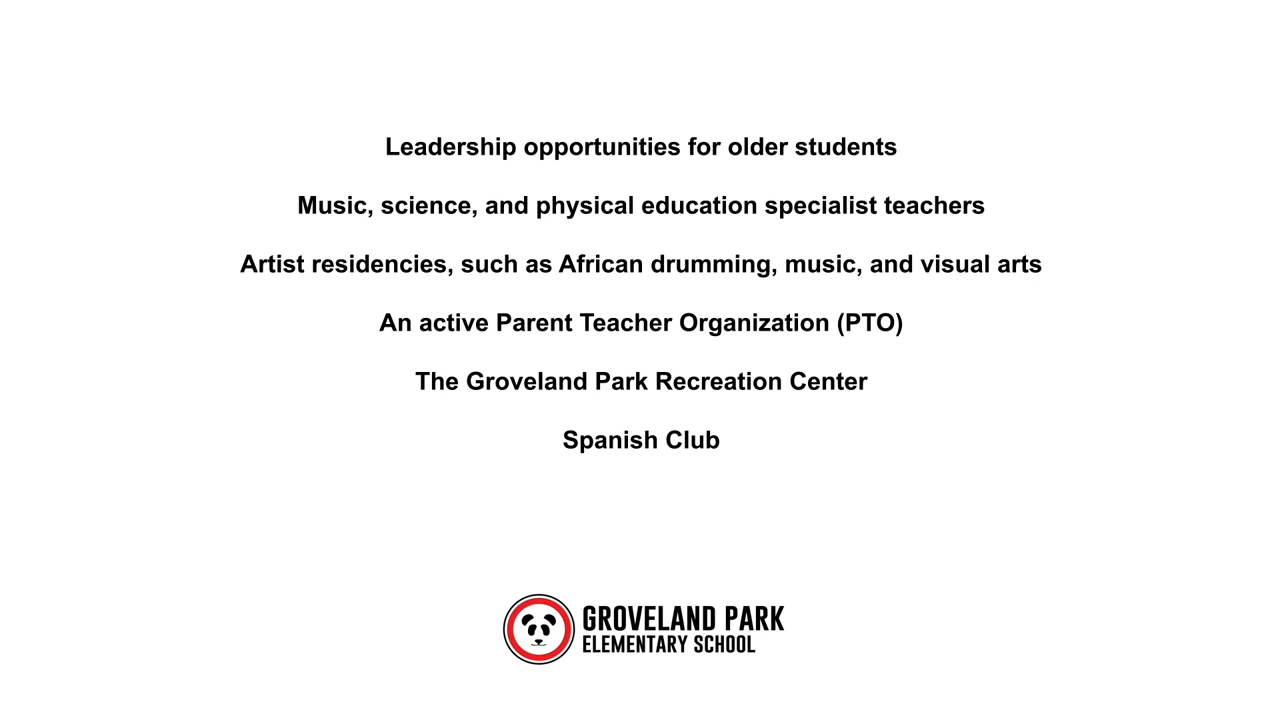 Leadership opportunities for older students
Music, science, and physical education specialist teachers
Artist residencies, such as African drumming, music, and visual arts
An active Parent Teacher Organization (PTO)
The Groveland Park Recreation Center
Spanish Club
GROVELAND PARK
ELEMENTARY SCHOOL